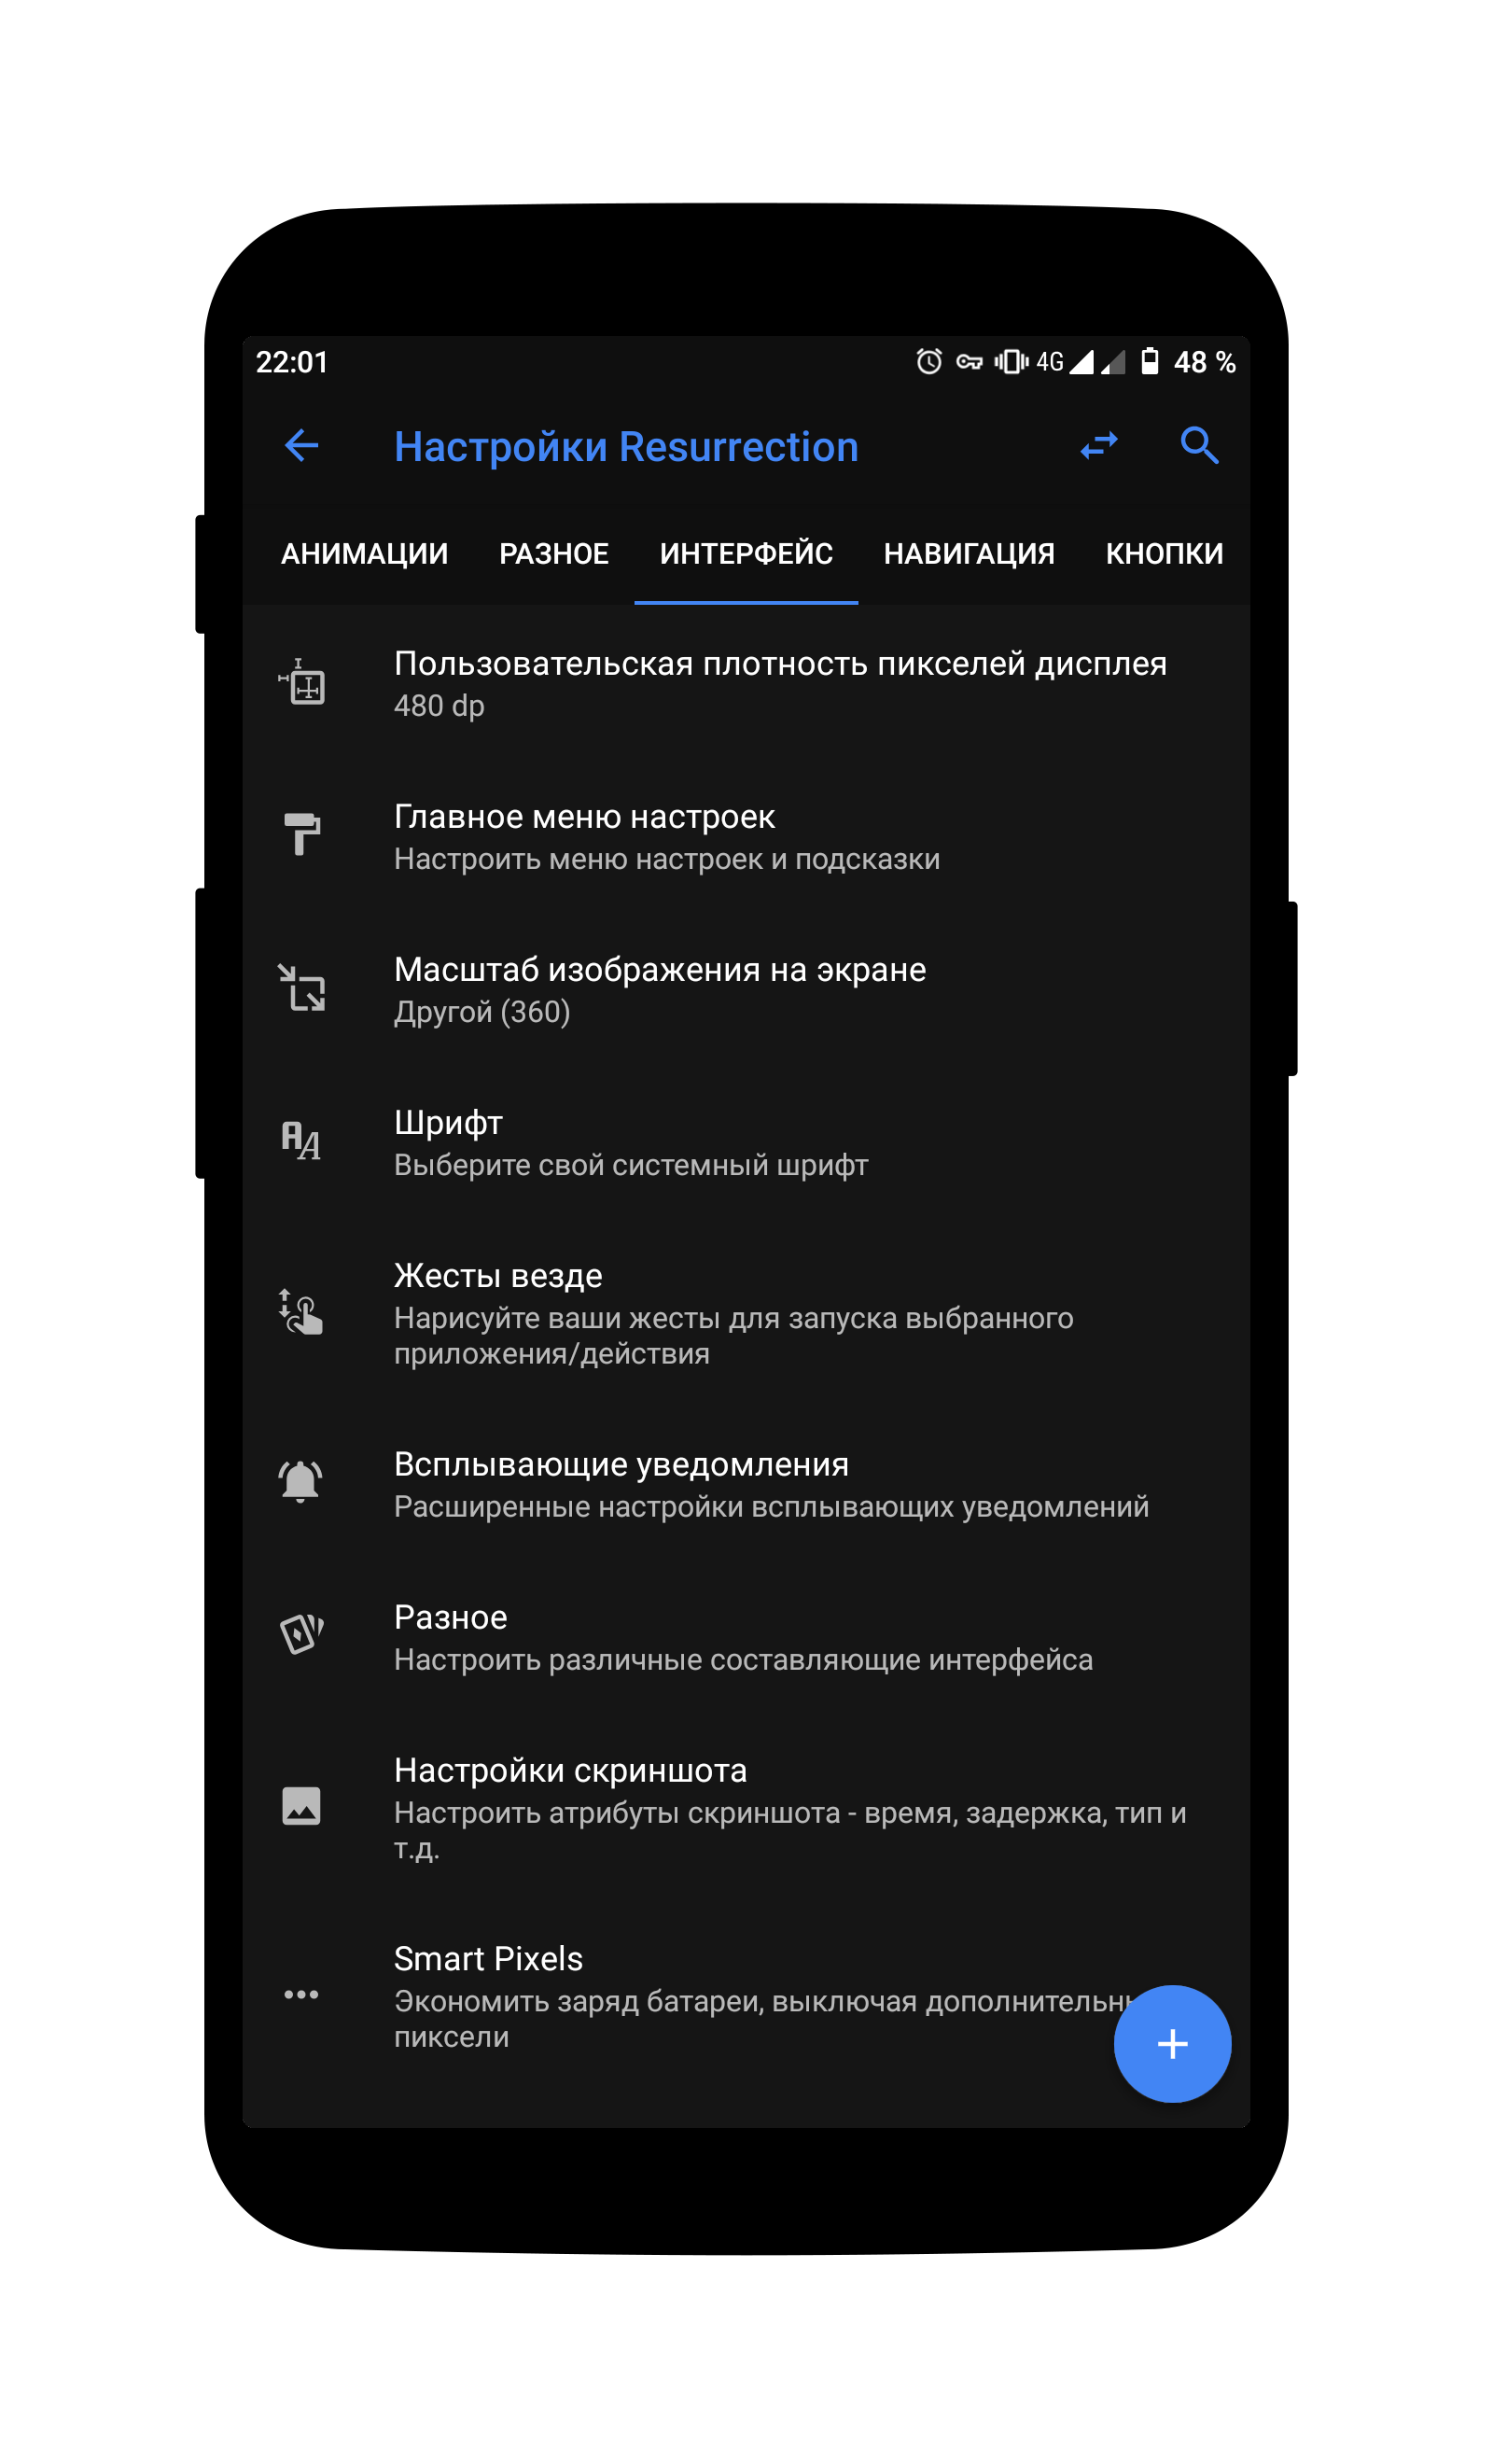 22:01 4G 48 %
Настройки Resurrection
АНИМАЦИИ РАЗНОЕ ИНТЕРФЕЙС НАВИГАЦИЯ КНОПКИ
Пользовательская плотность пикселей дисплея
480 dp
Главное меню настроек
Настроить меню настроек и подсказки
Масштаб изображения на экране
Другой (360)
Шрифт
Выберите свой системный шрифт
Жесты везде
Нарисуйте ваши жесты для запуска выбранного
приложения/действия
Всплывающие уведомления
Расширенные настройки всплывающих уведомлений
Разное
Настроить различные составляющие интерфейса
Настройки скриншота
Настроить атрибуты скриншота - время, задержка, тип и
т.д.
Smart Pixels
Экономить заряд батареи, выключая
пиксели